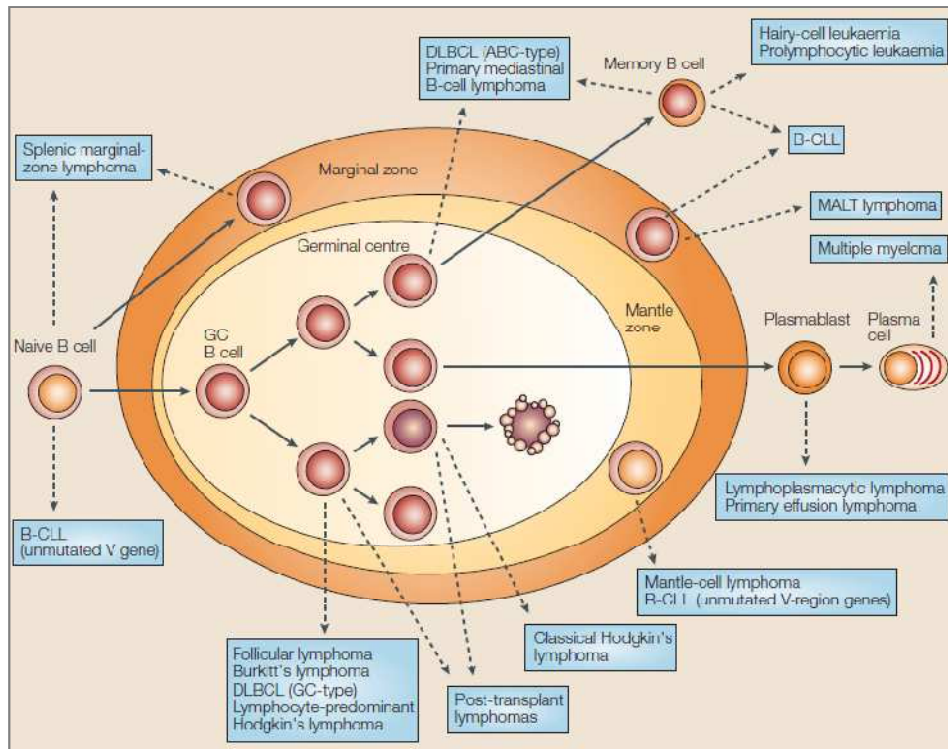 DLBCL (ABC-type)
Primary mediastinal
B-cell lymphoma
Memory B cell
Hairy-cell leukaemia
Prolymphocytic leukaemia
Splenic marginal-
zone lymphoma
Marginal zone
B-CLL
MALT lymphoma
Germinal centre
Multiple myeloma
Mantle
zone
Plasmablast
Plasma
cell
Naive B cell
GC
B cell
Lymphoplasmacytic lymphoma
Primary effusion lymphoma
B-CLL
(unmutated V gene)
Mantle-cell lymphoma
B-CLL (unmutated V-region genes)
Classical Hodgkin's
lymphoma
Follicular lymphoma
Burkitt's lymphoma
DLBCL (GC-type)
Lymphocyte-predominant
Hodgkin's lymphoma
Post-transplant
lymphomas